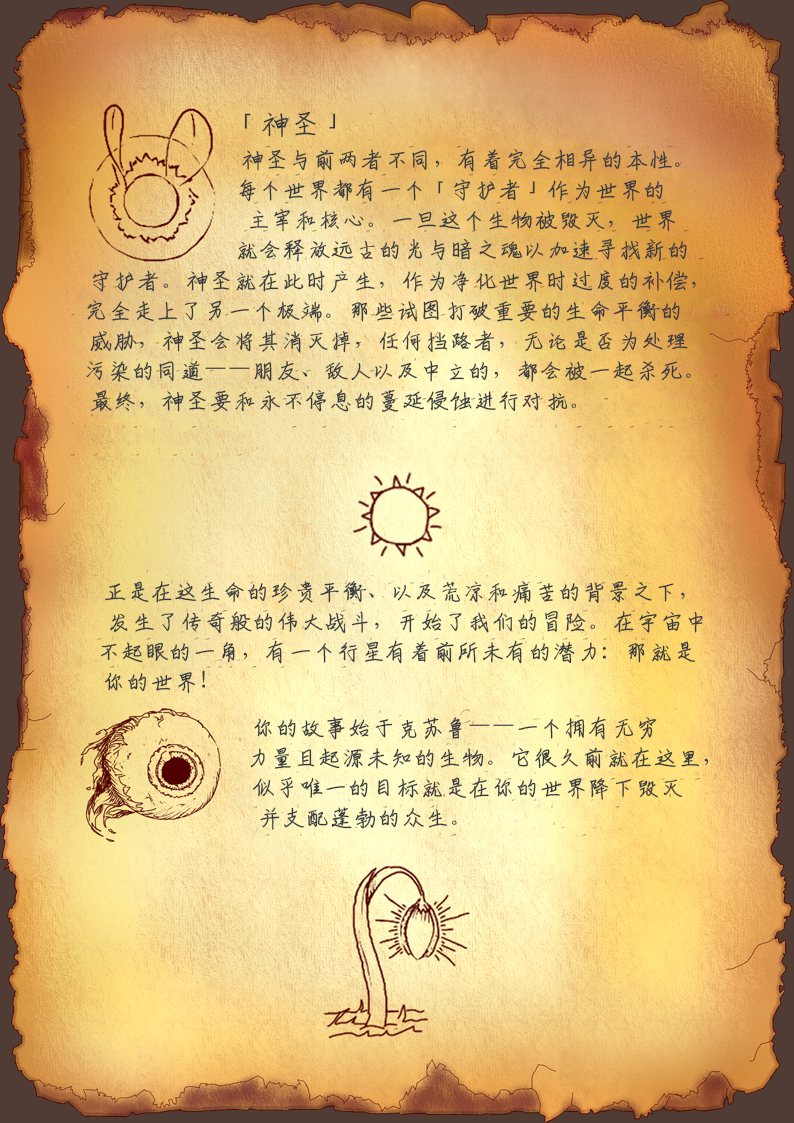 「神圣」
神圣与前两者不同，有着完全相异的本性。
每个世界都有一个「守护者」作为世界的
主宰和核心。一旦这个生物被毁灭，世界
就会释放远古的光与暗之魂以加速寻找新的
守护者。神圣就在此时产生，作为净化世界时过度的补偿，
完全走上了另一个极端。那些试图打破重要的生命平衡的
威胁，神圣会将其消灭掉，任何挡路者，无论是否为处理
污染的同道——朋友、敌人以及中立的，都会被一起杀死。
最终，神圣要和永不停息的蔓延侵蚀进行对抗。
正是在这生命的珍贵平衡、以及荒凉和痛苦的背景之下，
发生了传奇般的伟大战斗，开始了我们的冒险。在宇宙中
不起眼的一角，有一个行星有着前所未有的潜力：那就是
你的世界！
你的故事始于克苏鲁——一个拥有无穷
力量且起源未知的生物。它很久前就在这里，
似乎唯一的目标就是在你的世界降下毁灭
并支配蓬勃的众生。